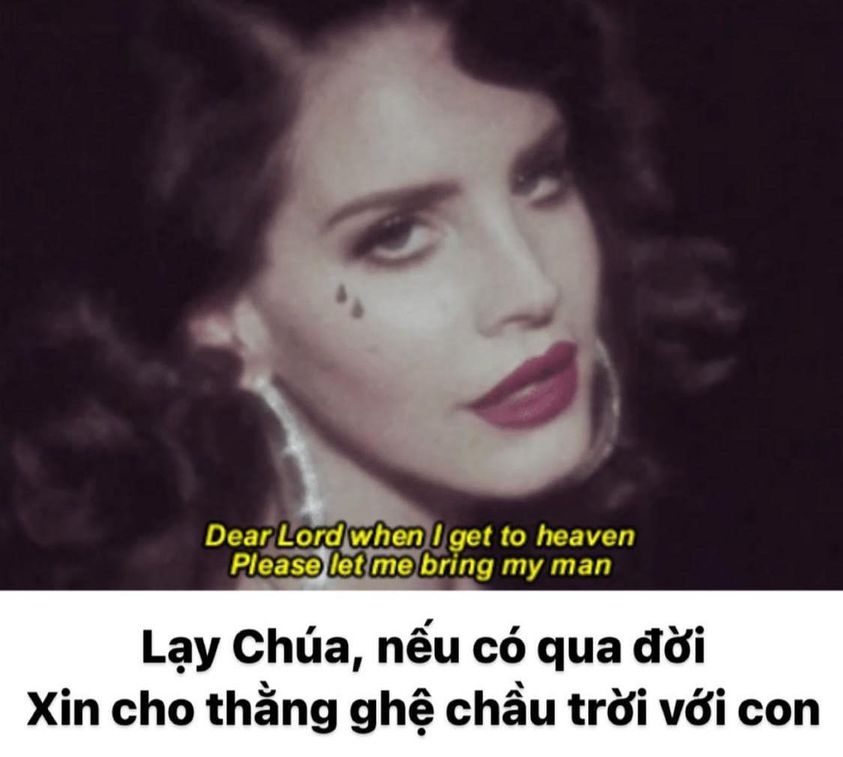 Dear Lord when I get to heaven
Please let me bring my man
Lạy Chúa, nếu có qua đời
Xin cho thằng ghệ chầu trời với con